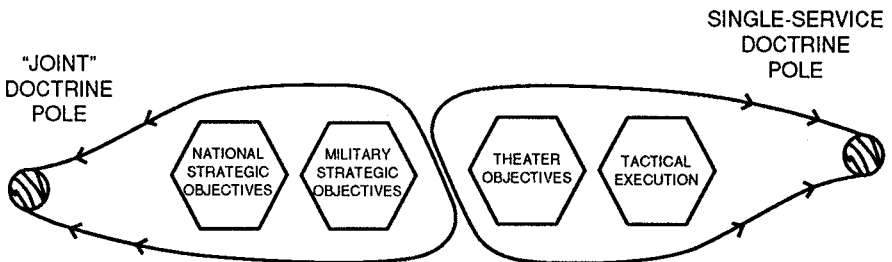 "JOINT"
DOCTRINE
POLE
SINGLE-SERVICE
DOCTRINE
POLE
NATIONAL
STRATEGIC
OBJECTIVES
MILITARY
STRATEGIC
OBJECTIVES
THEATER
OBJECTIVES
TACTICAL
EXECUTION